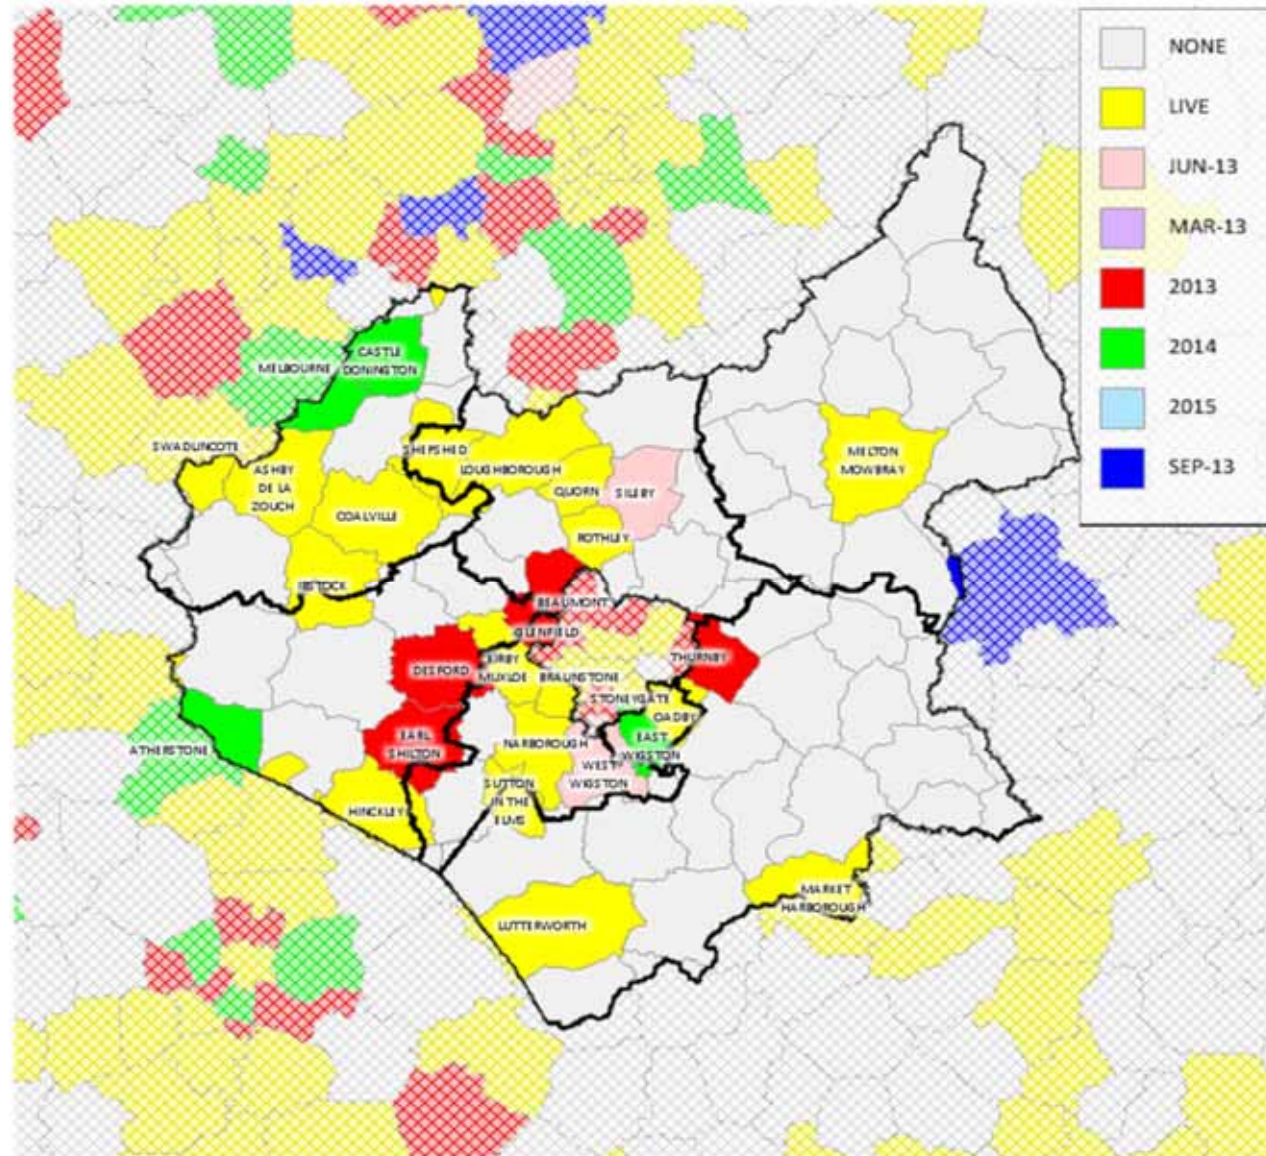 NONE
LIVE
JUN-13
MAR-13
2013
2014
2015
SEP-13
CASTLE
DONINGTON
MELBOURNE
SWADLINCOTE
ASHBY
DE LA
ZOUCH
SHEPSHED
LOUGHBOROUGH
QUORN
SILEBY
COALVILLE
ROTHLEY
IBSTOCK
MELTON
MOWBRAY
BEAUMONT
GLENFIELD
DESFORD
KIRBY
MUXLOE
BRAUNSTONE
THURNBY
STONEYGATE
OADBY
EAST
WIGSTON
EARL
SHILTON
NARBOROUGH
WEST
WIGSTON
ATHERSTONE
SUTTON
IN THE
ELMS
HINCKLEY
MARKET
HARBOROUGH
LUTTERWORTH